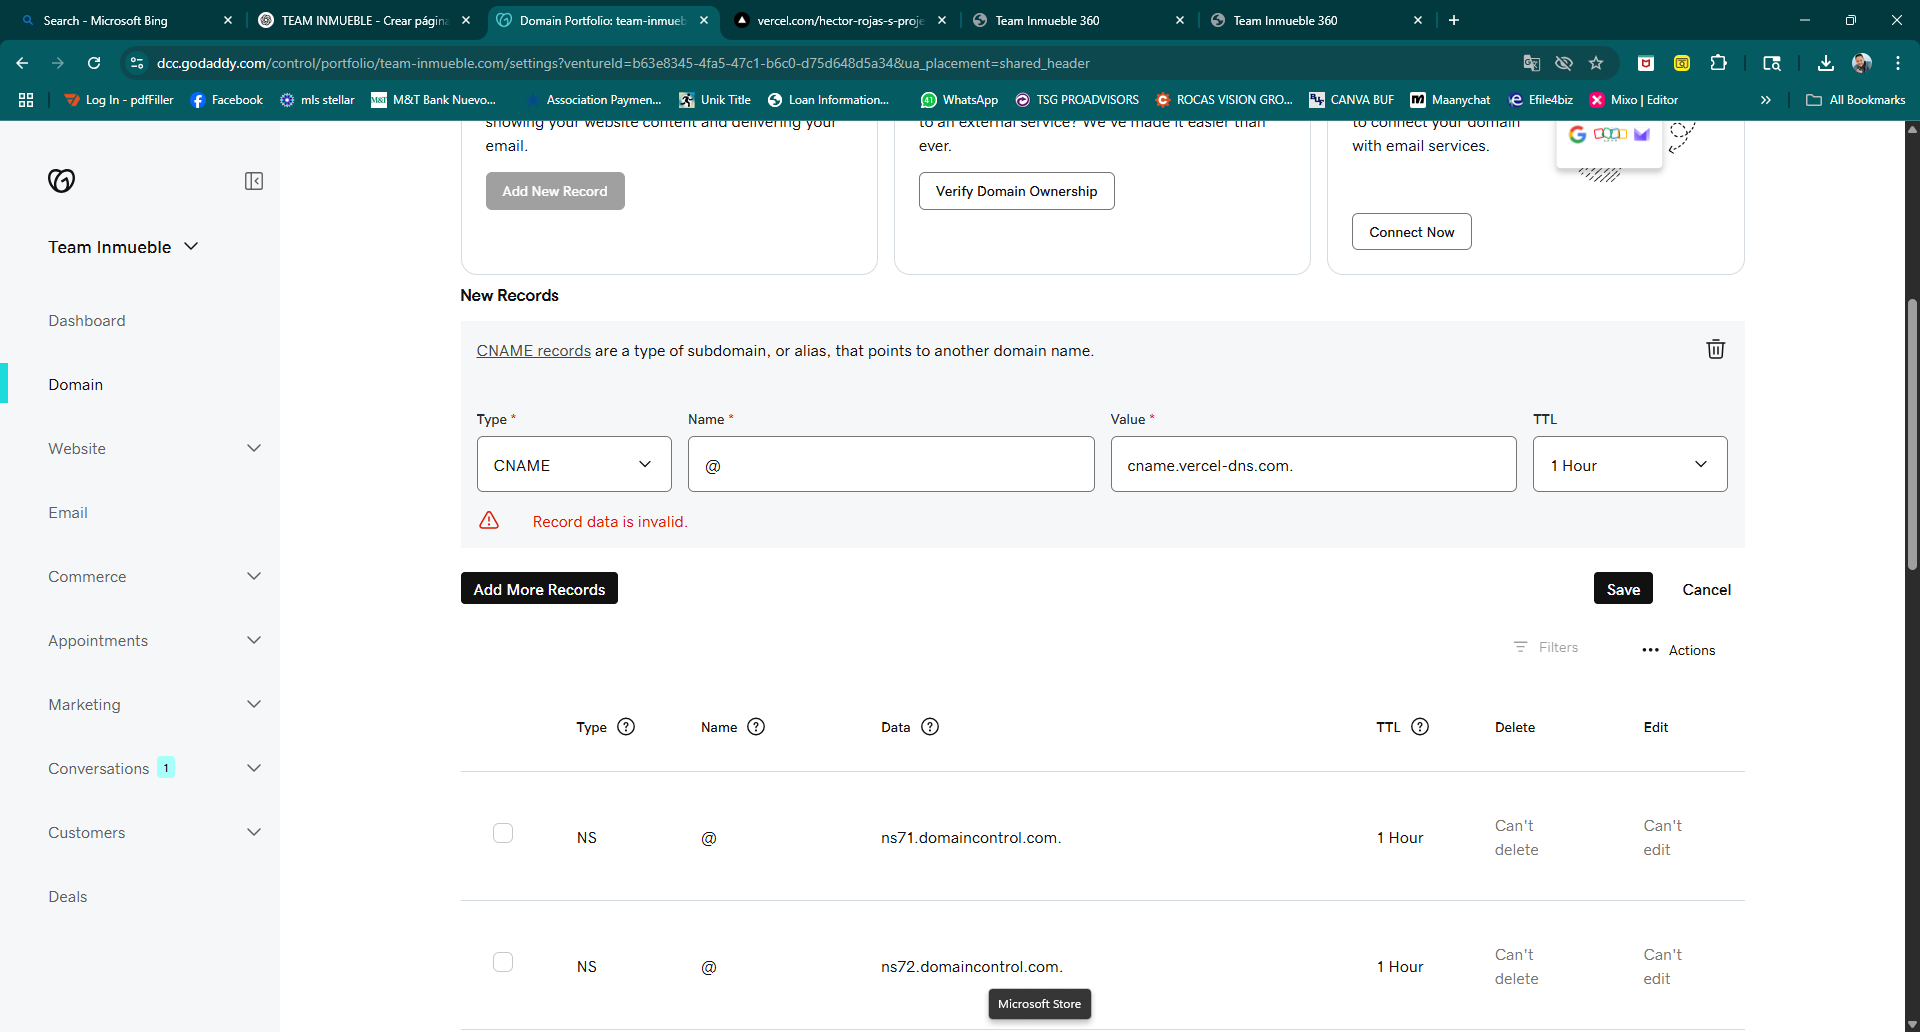 Search - Microsoft Bing
TEAM INMUEBLE - Crear página
Domain Portfolio: team-inmueb
vercel.com/hector-rojas-s-proje
Team Inmueble 360
Team Inmueble 360
dcc.godaddy.com/control/portfolio/team-inmueble.com/settings?ventureId=b63e8345-4fa5-47c1-b6c0-d75d648d5a34&ua_placement=shared_header
Log In - pdfFiller
Facebook
mls stellar
M&T Bank Nuevo...
Association Paymen...
Unik Title
Loan Information...
WhatsApp
TSG PROADVISORS
ROCAS VISION GRO...
CANVA BUF
Maanychat
Efile4biz
Mixo | Editor
All Bookmarks
Team Inmueble
Dashboard
Domain
Website
Email
Commerce
Appointments
Marketing
Conversations 1
Customers
Deals
showing your website content and delivering your
email.
Add New Record
to an external service? We've made it easier than
ever.
Verify Domain Ownership
to connect your domain
with email services.
Connect Now
New Records
CNAME records are a type of subdomain, or alias, that points to another domain name.
Type *
Name *
Value *
TTL
CNAME
@
cname.vercel-dns.com.
1 Hour
Record data is invalid.
Add More Records
Save
Cancel
Filters
Actions
Type
Name
Data
TTL
Delete
Edit
NS
@
ns71.domaincontrol.com.
1 Hour
Can't
delete
Can't
edit
NS
@
ns72.domaincontrol.com.
1 Hour
Can't
delete
Can't
edit
Microsoft Store